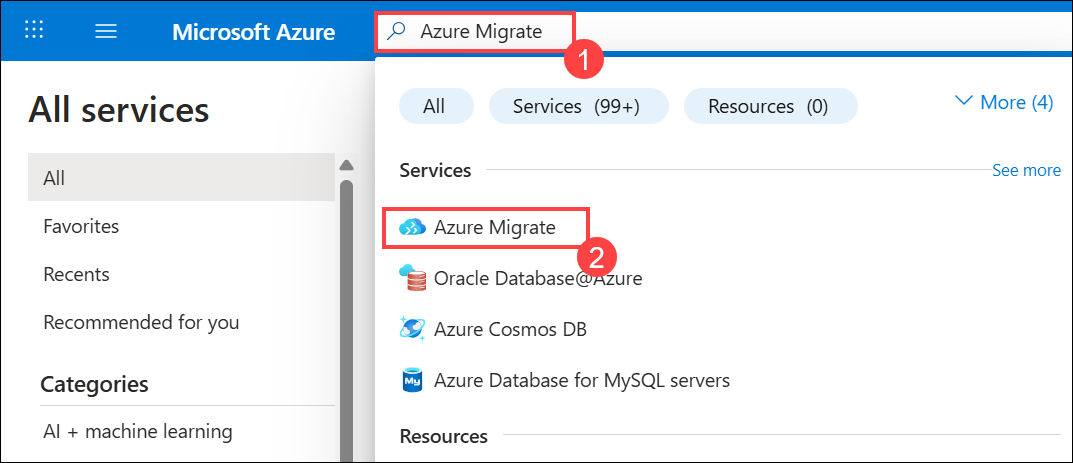 Microsoft Azure
Azure Migrate
1
All services
All
Favorites
Recents
Recommended for you
Categories
AI + machine learning
All
Services (99+)
Resources (0)
More (4)
Services
See more
Azure Migrate
2
Oracle Database@Azure
Azure Cosmos DB
My
Azure Database for MySQL servers
Resources